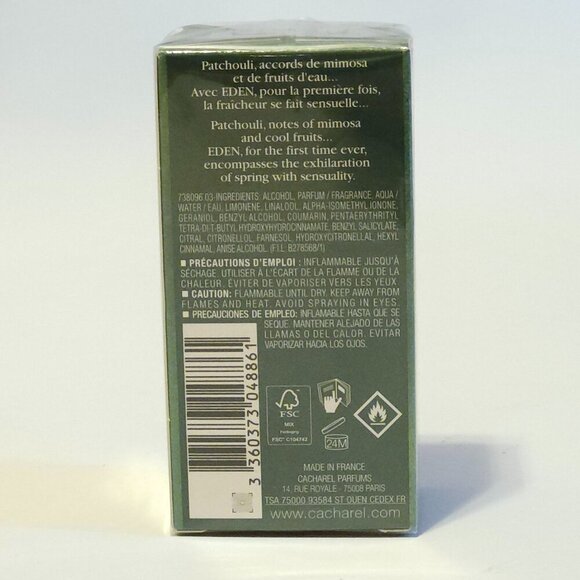 Patchouli, accords de mimosa
et de fruits d'eau...
Avec EDEN, pour la première fois,
la fraîcheur se fait sensuelle...
Patchouli, notes of mimosa
and cool fruits...
EDEN, for the first time ever,
encompasses the exhilaration
of spring with sensuality.
738096.03-INGREDIENTS: ALCOHOL, PARFUM / FRAGRANCE, AQUA /
WATER / EAU, LIMONENE, LINALOOL, ALPHA-ISOMETHYL IONONE,
GERANIOL, BENZYL ALCOHOL, COUMARIN, PENTAERYTHRITYL
TETRA-DI-T-BUTYL HYDROXYHYDROCINNAMATE, BENZYL SALICYLATE,
CITRAL, CITRONELLOL, FARNESOL, HYDROXYCITRONELLAL, HEXYL
CINNAMAL, ANISE ALCOHOL (F.I.L. B27856B/1)
■ PRÉCAUTIONS D'EMPLOI : INFLAMMABLE JUSQU'À
SÉCHAGE. UTILISER À L'ÉCART DE LA FLAMME OU DE LA
CHALEUR. ÉVITER DE VAPORISER VERS LES YEUX
■ CAUTION: FLAMMABLE UNTIL DRY. KEEP AWAY FROM
FLAMES AND HEAT. AVOID SPRAYING IN EYES.
■ PRECAUCIONES DE EMPLEO: INFLAMABLE HASTA QUE SE
SEQUE. MANTENER ALEJADO DE LAS
LLAMAS O DEL CALOR. EVITAR
VAPORIZAR HACIA LOS OJOS.
3 360373 048861
FSC
MIX
Packaging
FSC® C104742
24M
MADE IN FRANCE
CACHAREL PARFUMS
14, RUE ROYALE - 75008 PARIS
TSA 75000 93584 ST OUEN CEDEX FR
www.cacharel.com